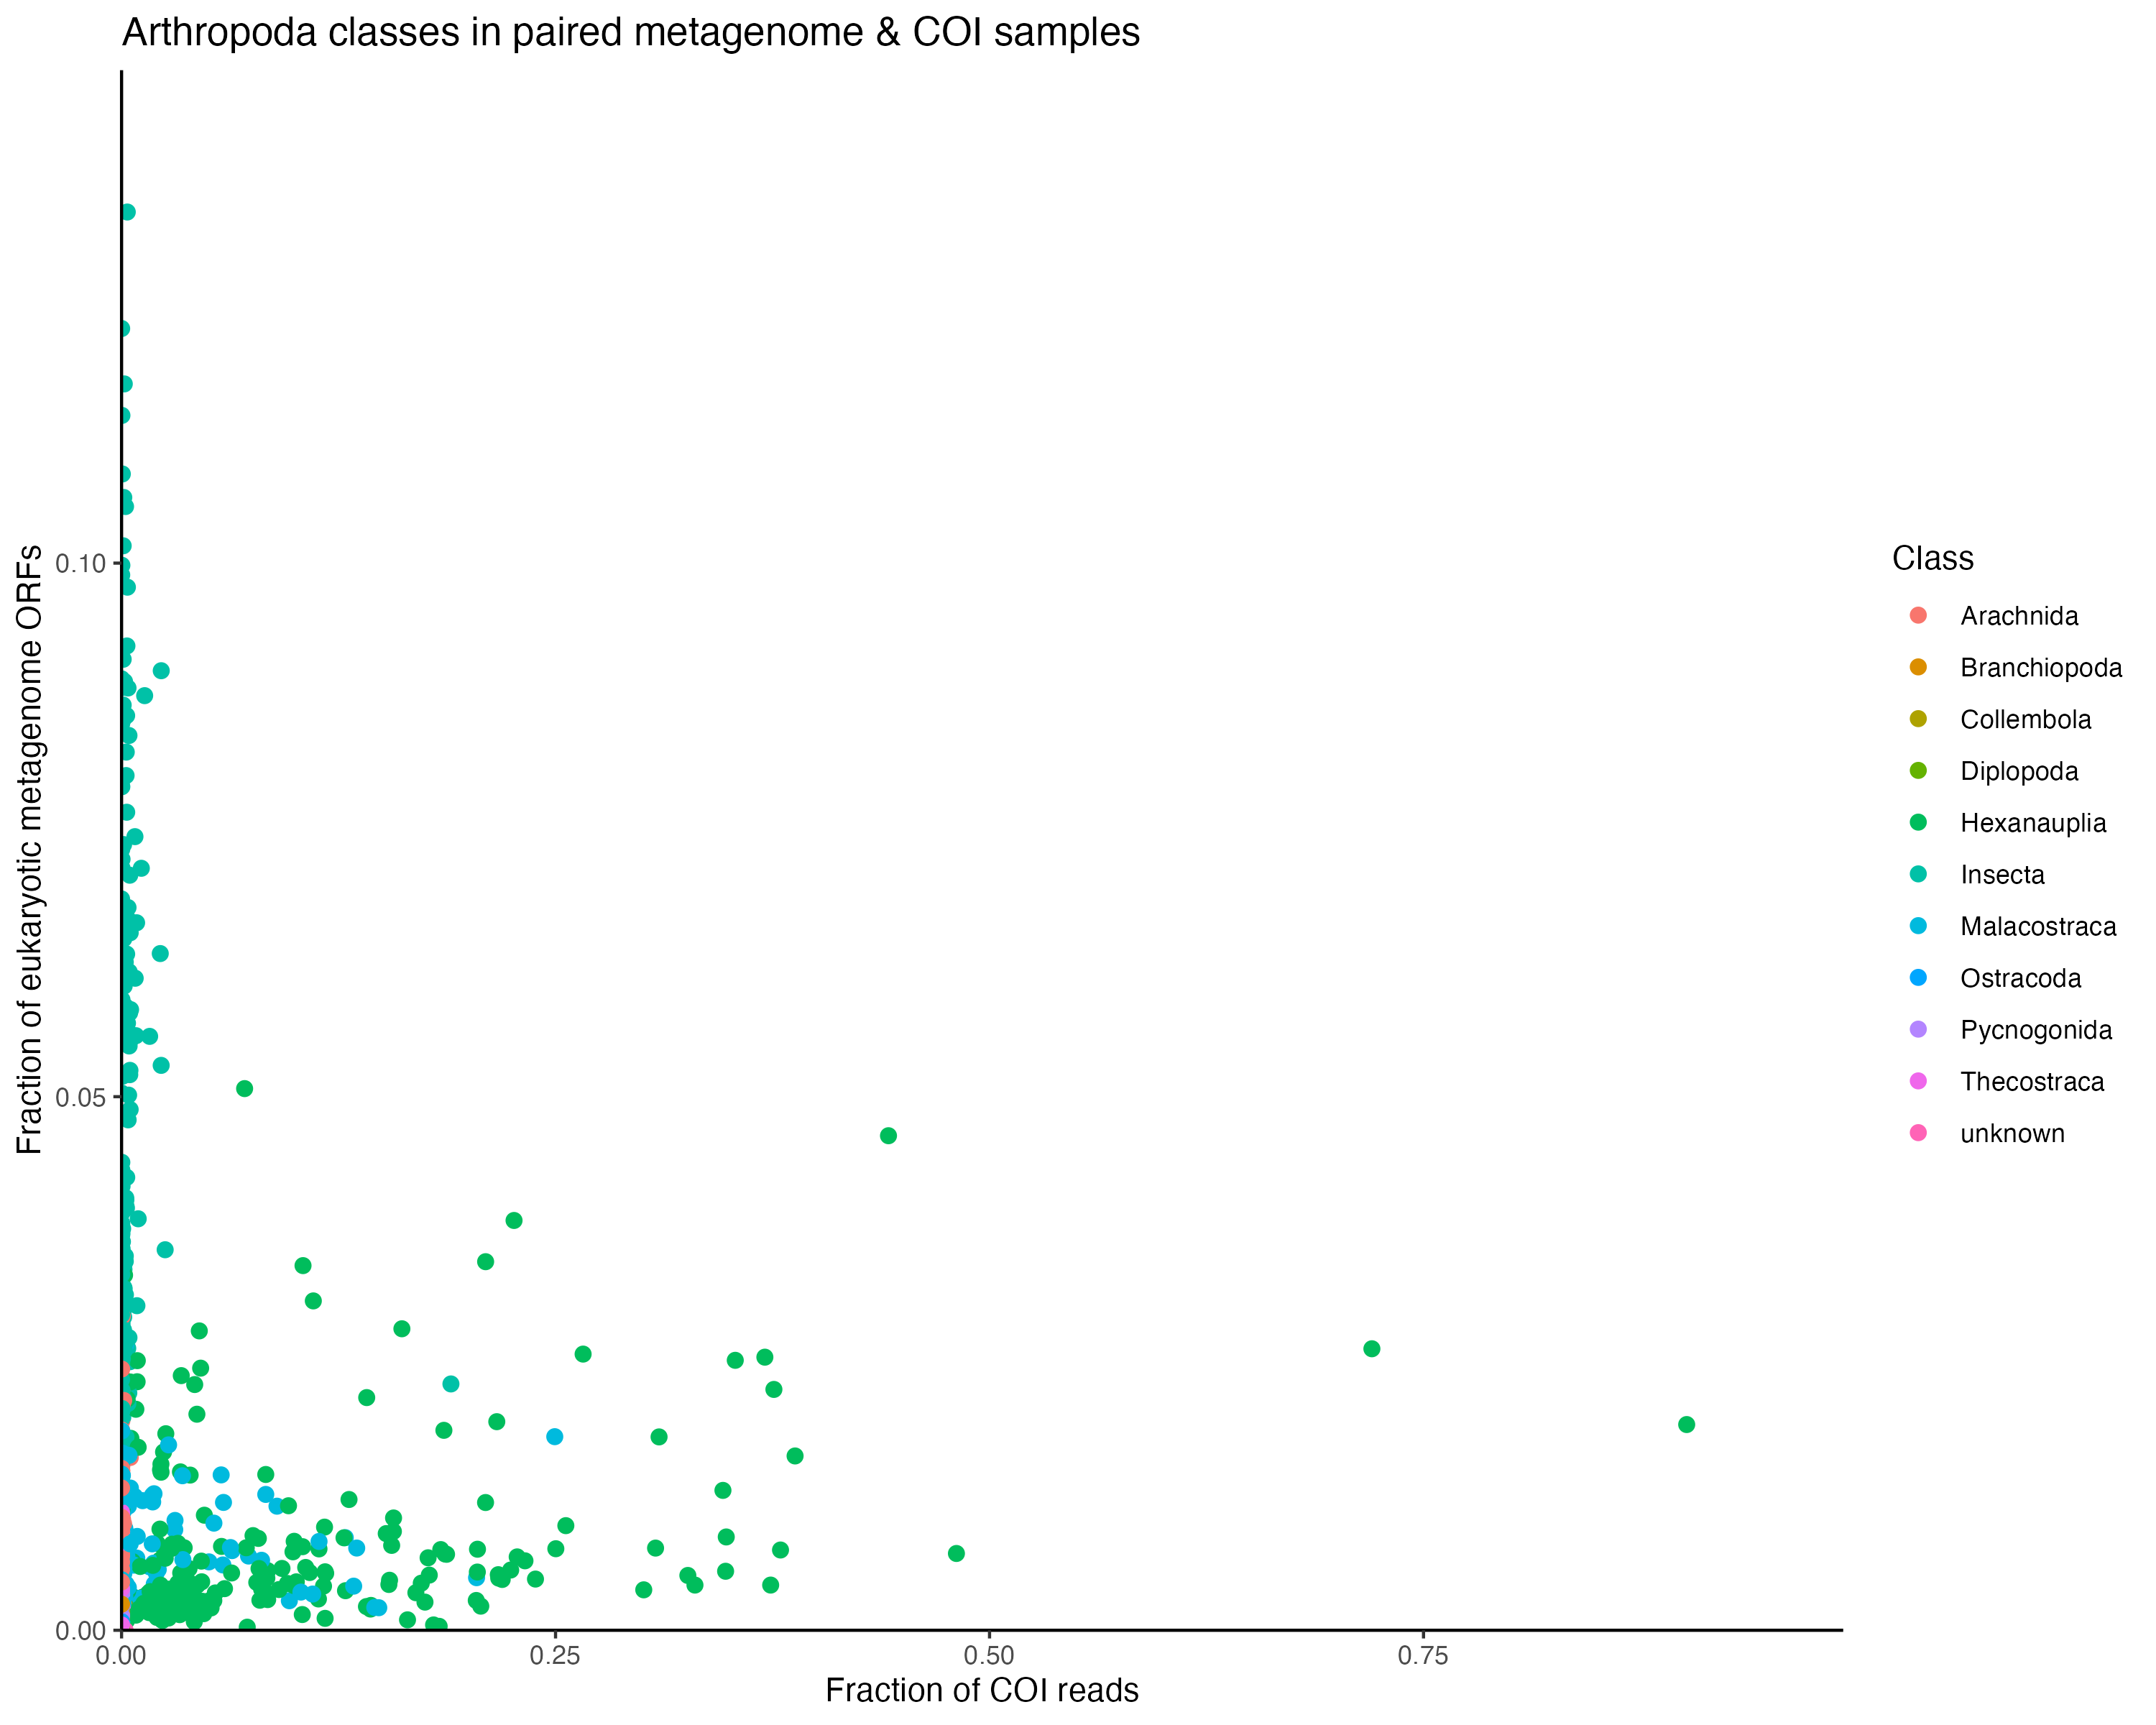 Arthropoda classes in paired metagenome & COI samples
Fraction of eukaryotic metagenome ORFs
0.10
0.05
0.00
0.00
0.25
0.50
0.75
Fraction of COI reads
Class
Arachnida
Branchiopoda
Collembola
Diplopoda
Hexanauplia
Insecta
Malacostraca
Ostracoda
Pycnogonida
Thecostraca
unknown